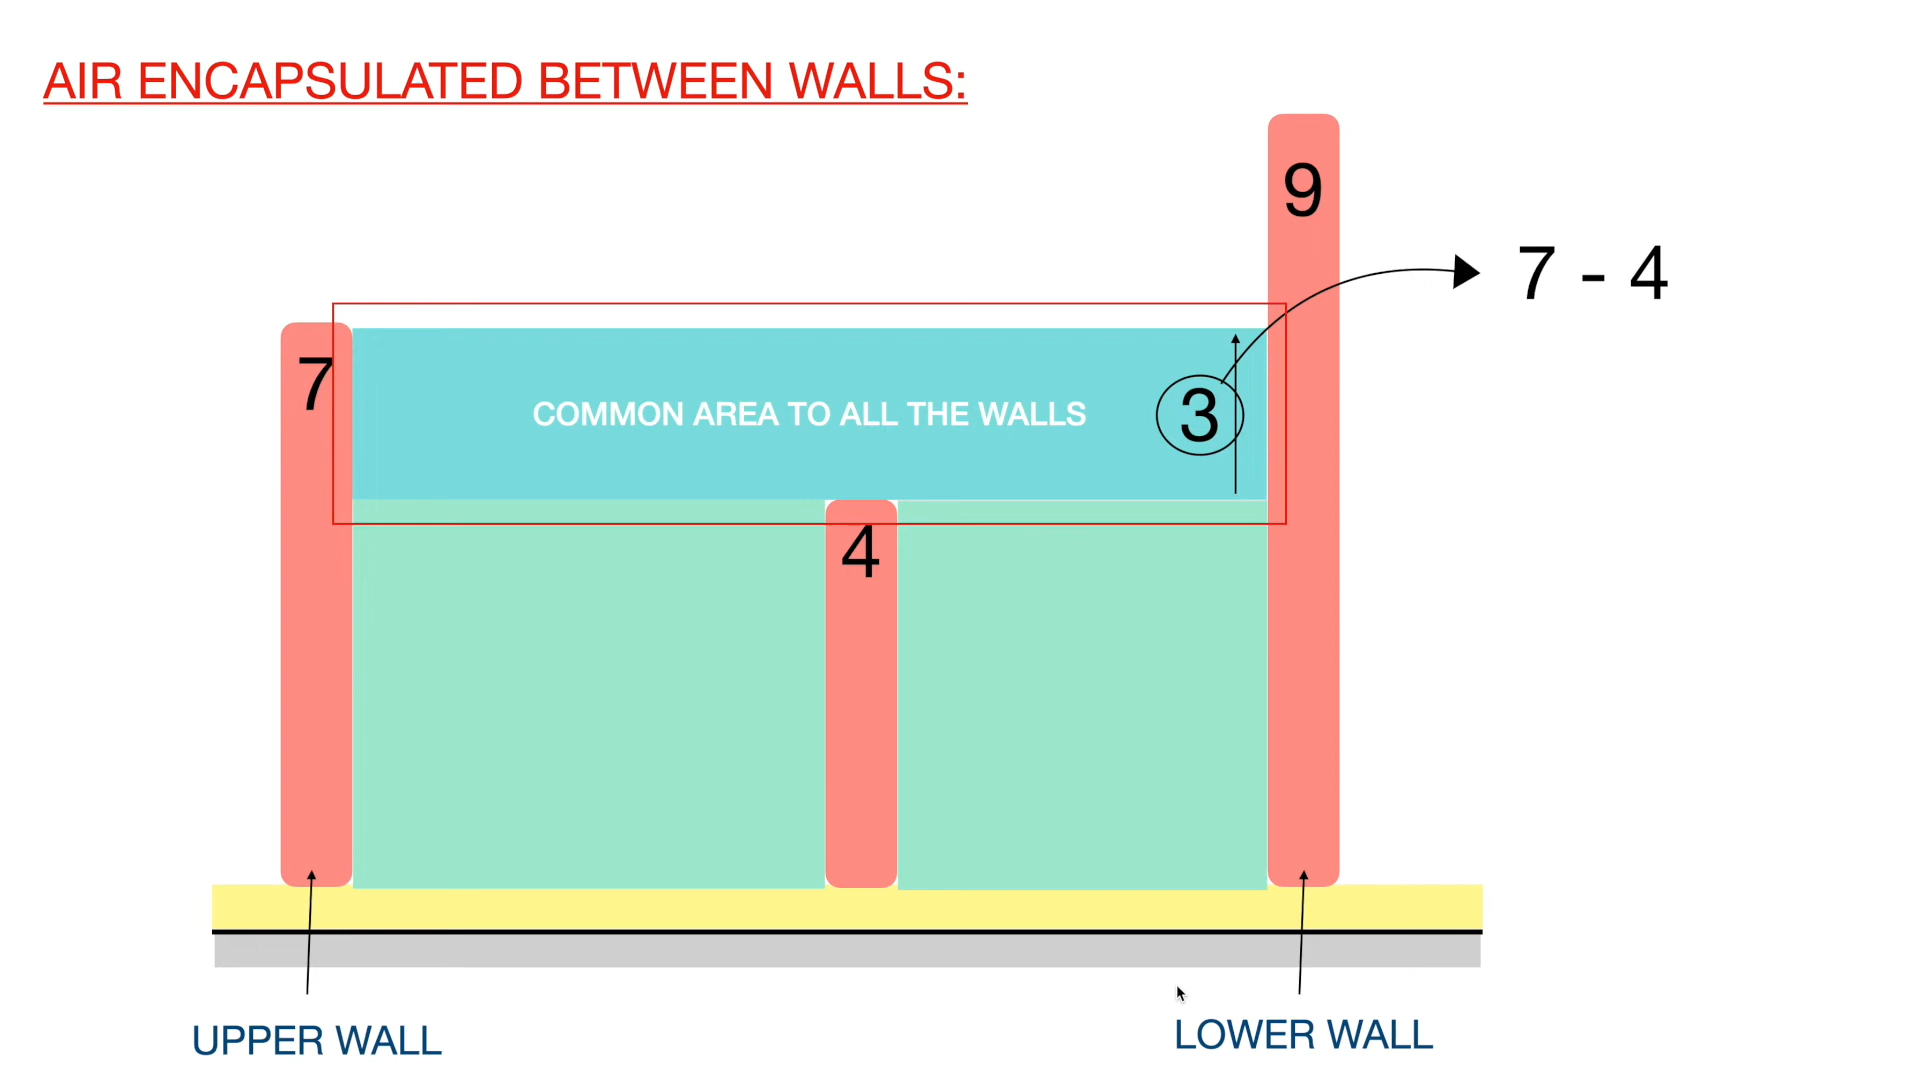 AIR ENCAPSULATED BETWEEN WALLS:
9
7 - 4
7
COMMON AREA TO ALL THE WALLS
3
4
UPPER WALL
LOWER WALL